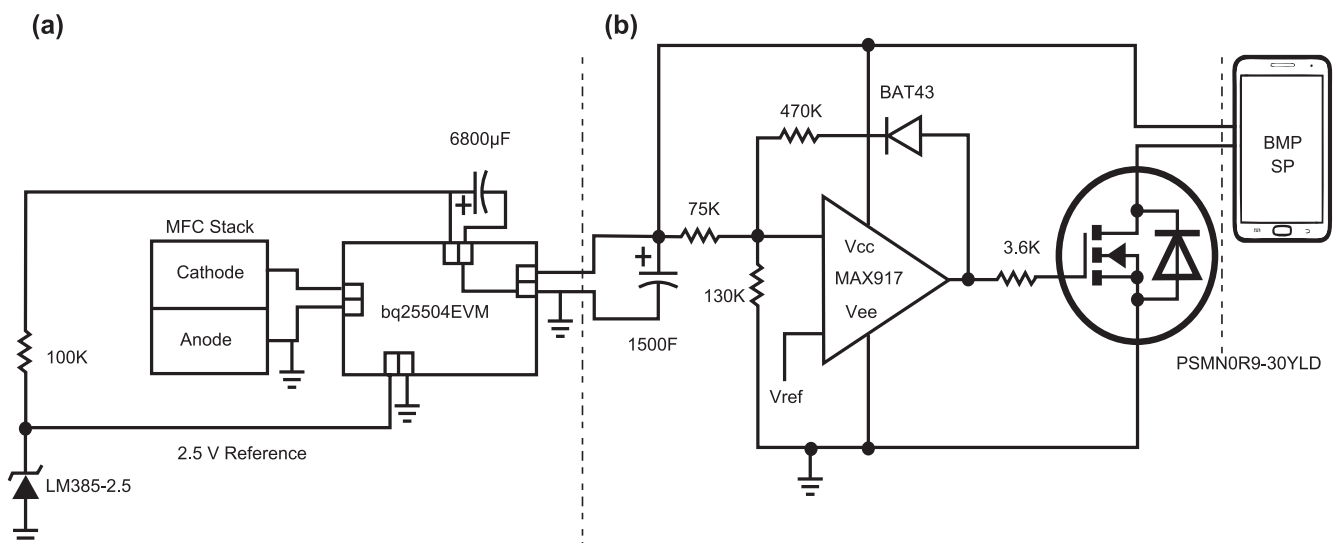 (a)
(b)
6800µF
+
MFC Stack
Cathode
Anode
bq25504EVM
100K
2.5 V Reference
LM385-2.5
+
1500F
75K
130K
470K
BAT43
Vcc
MAX917
Vee
Vref
3.6K
PSMN0R9-30YLD
BMP
SP